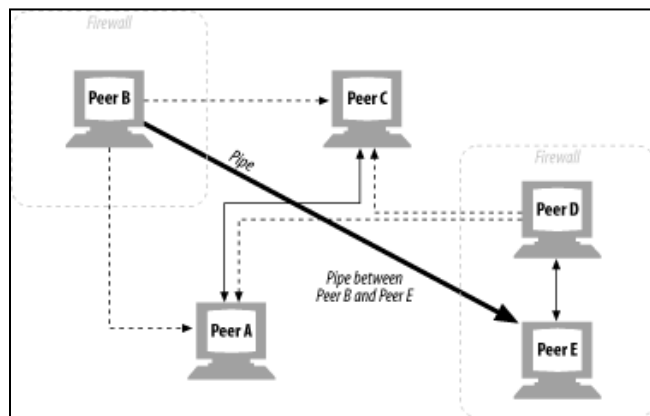 Firewall
Peer B
Peer C
Pipe
Firewall
Peer D
Pipe between
Peer B and Peer E
Peer A
Peer E